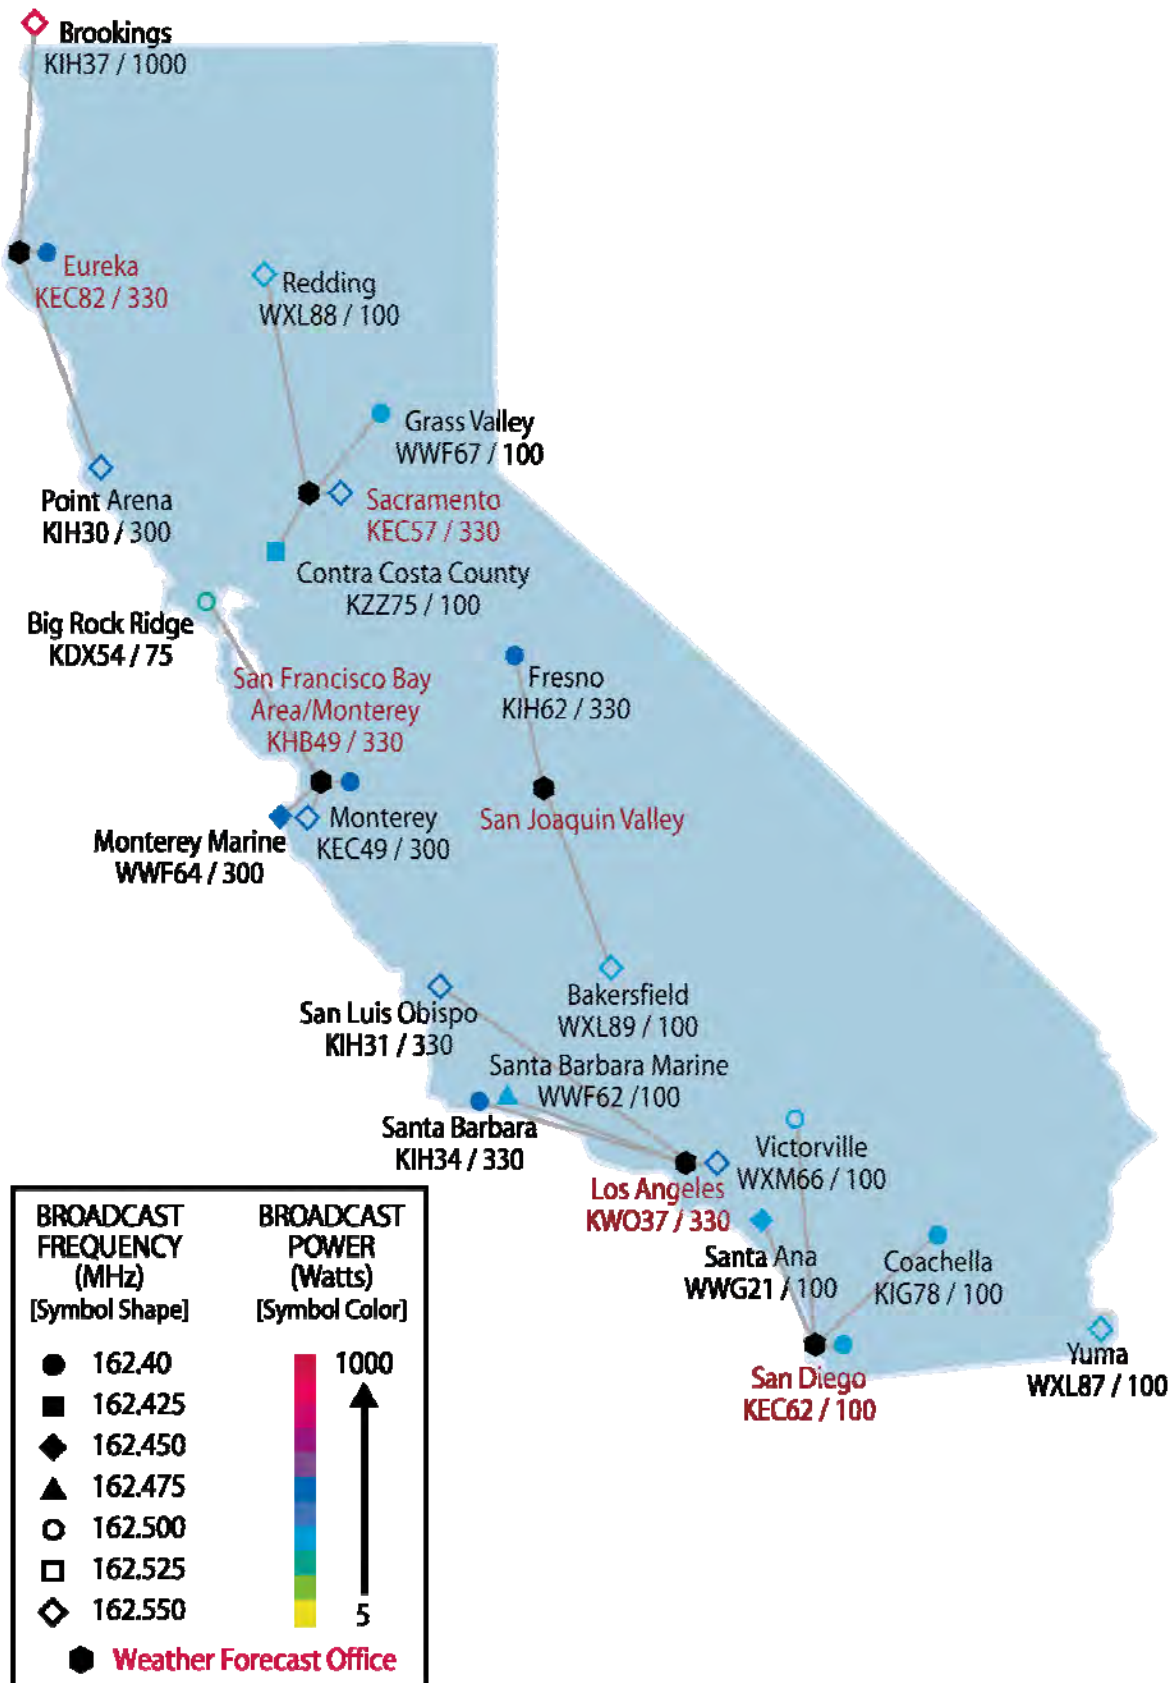 Brookings
KIH37 / 1000
Eureka
KEC82 / 330
Redding
WXL88 / 100
Grass Valley
WWF67 / 100
Point Arena
KIH30 / 300
Sacramento
KEC57 / 330
Contra Costa County
KZZ75 / 100
Big Rock Ridge
KDX54 / 75
San Francisco Bay
Area/Monterey
KHB49 / 330
Fresno
KIH62 / 330
Monterey
KEC49 / 300
San Joaquin Valley
Monterey Marine
WWF64 / 300
San Luis Obispo
KIH31 / 330
Bakersfield
WXL89 / 100
Santa Barbara Marine
WWF62 /100
Santa Barbara
KIH34 / 330
Victorville
WXM66 / 100
Los Angeles
KWO37 / 330
Santa Ana
WWG21 / 100
Coachella
KIG78 / 100
Yuma
WXL87 / 100
San Diego
KEC62 / 100
BROADCAST
FREQUENCY
(MHz)
[Symbol Shape]
162.40
162.425
162.450
162.475
162.500
162.525
162.550
BROADCAST
POWER
(Watts)
[Symbol Color]
1000
5
Weather Forecast Office